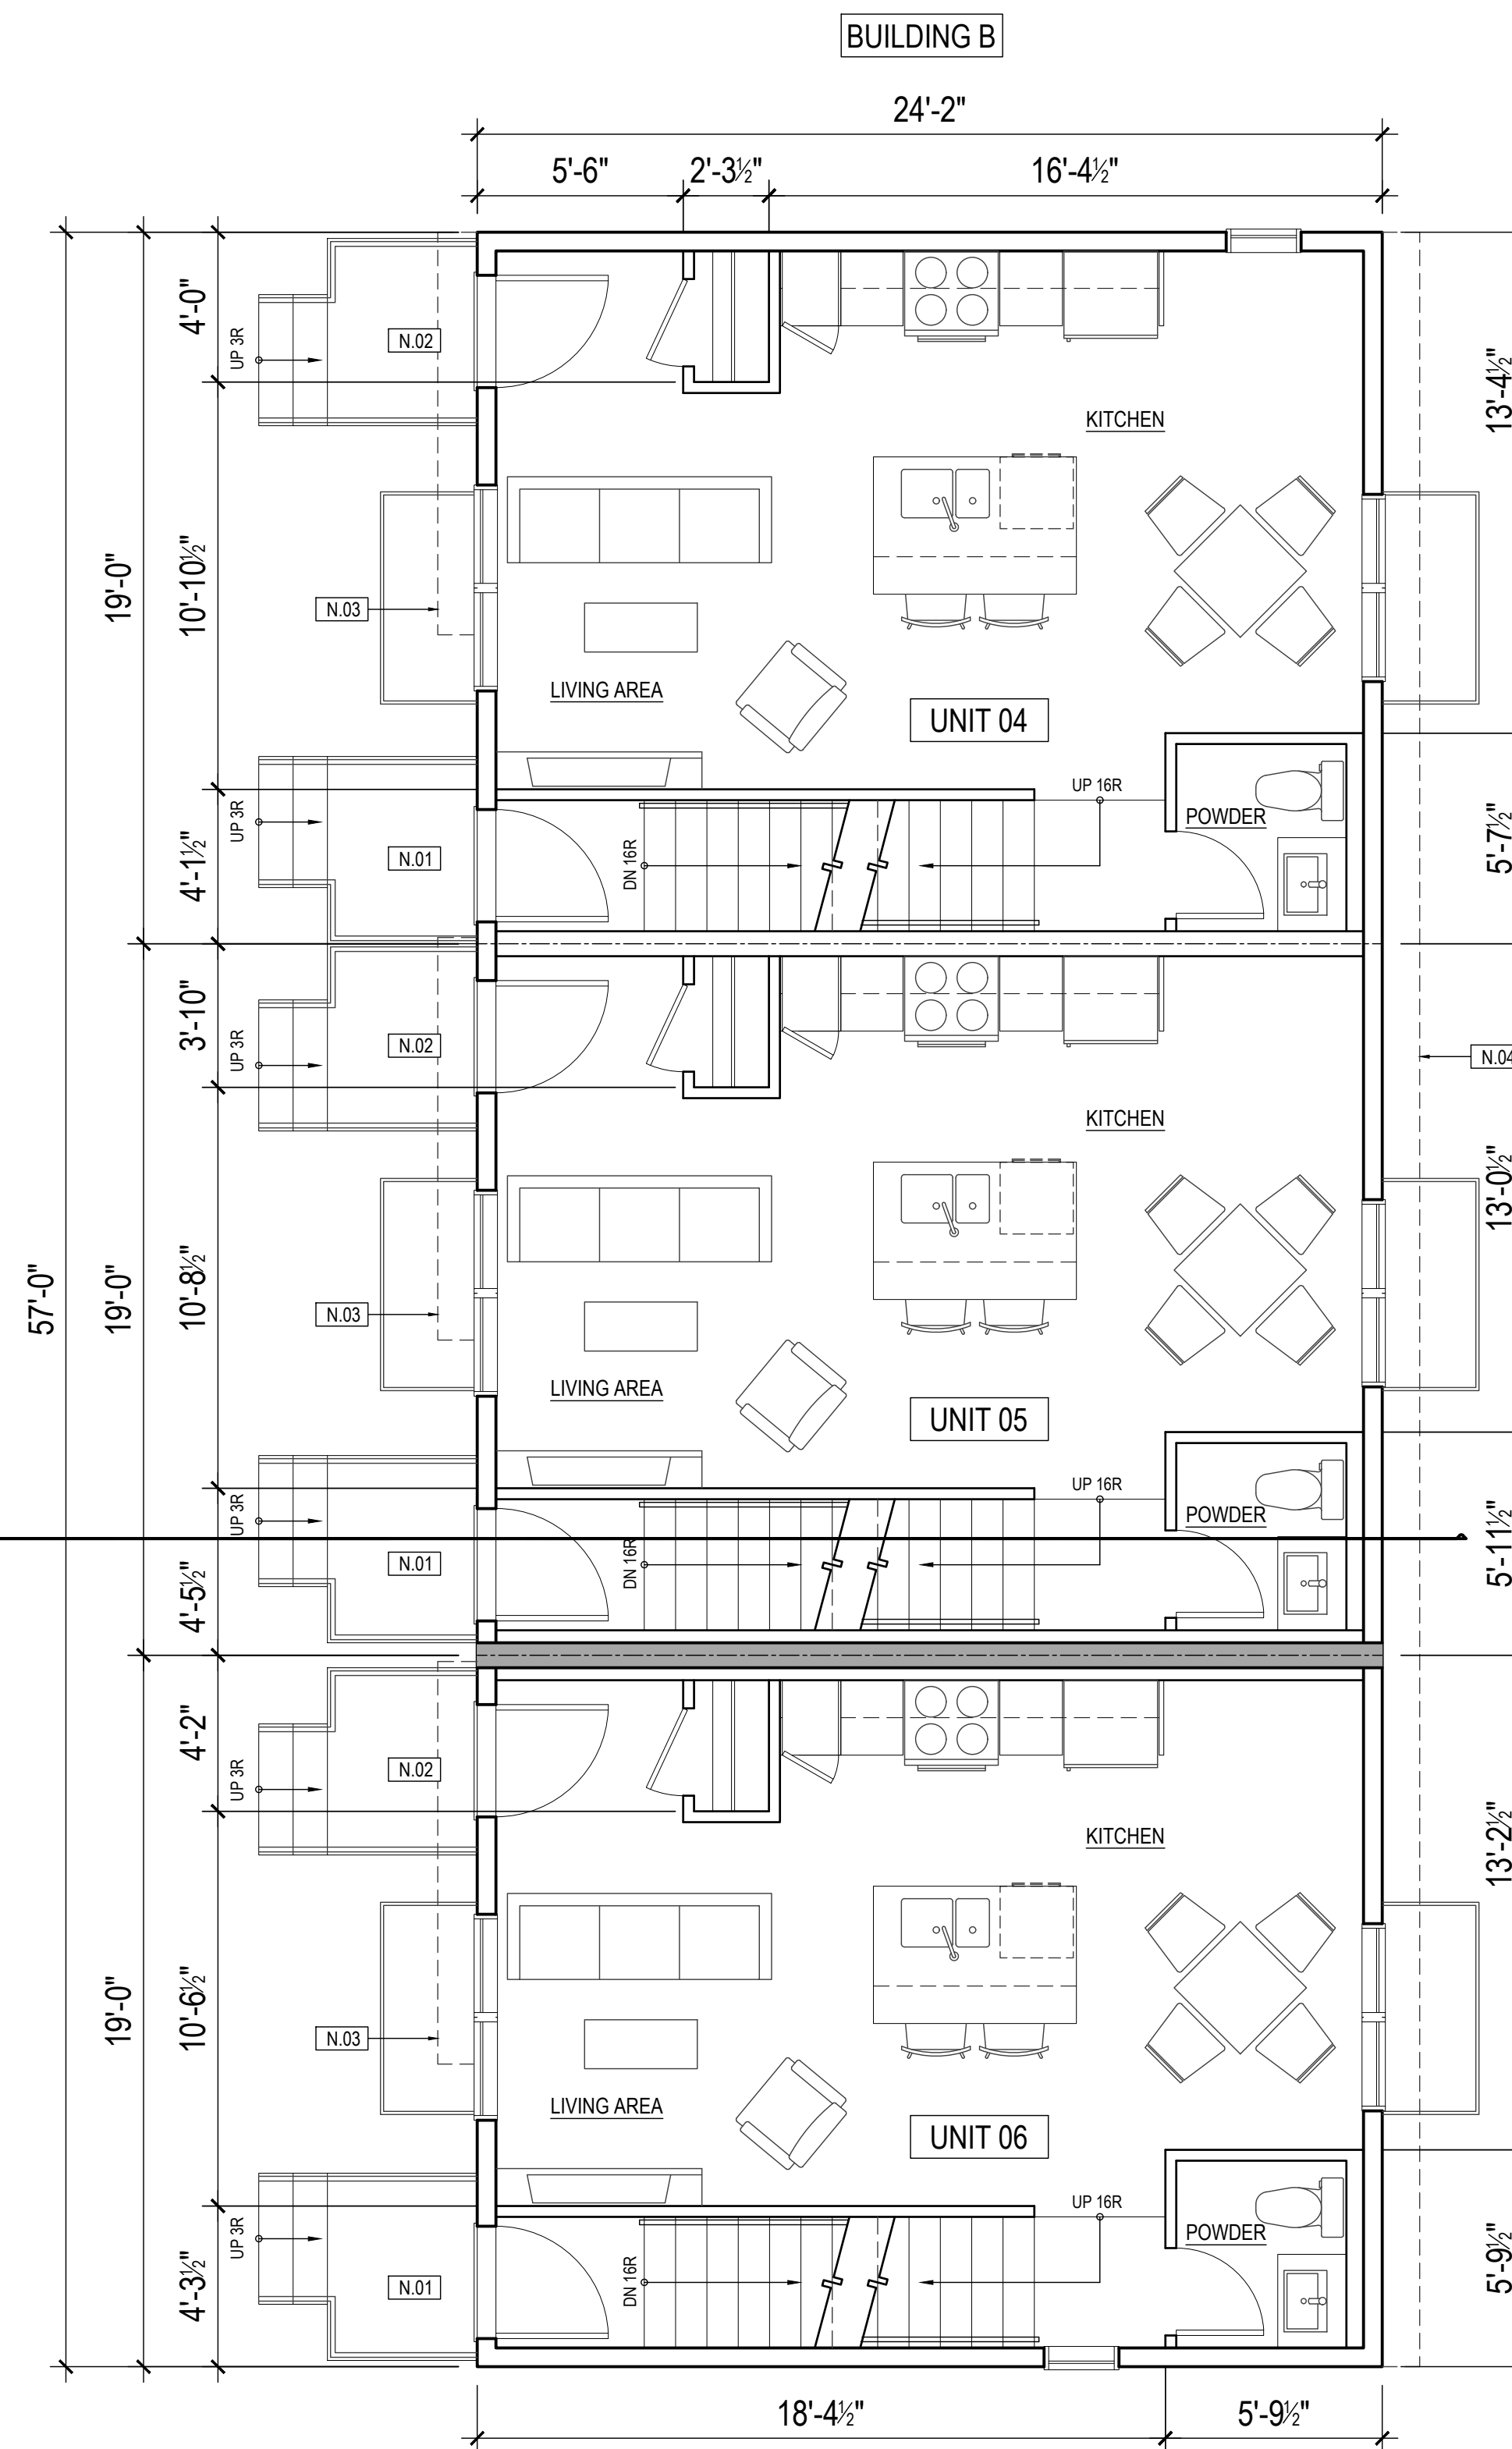 BUILDING B
24'-2"
5'-6"
2'-3½"
16'-4½"
4'-0"
UP 3R
N.02
13'-4½"
KITCHEN
19'-0"
10'-10½"
N.03
LIVING AREA
UNIT 04
UP 16R
POWDER
UP 3R
4'-1½"
N.01
DN 16R
5'-7½"
3'-10"
UP 3R
N.02
N.04
KITCHEN
13'-0½"
57'-0"
19'-0"
10'-8½"
N.03
LIVING AREA
UNIT 05
UP 16R
POWDER
UP 3R
4'-5½"
N.01
DN 16R
5'-11½"
4'-2"
UP 3R
N.02
KITCHEN
13'-2½"
19'-0"
10'-6½"
N.03
LIVING AREA
UNIT 06
UP 16R
POWDER
UP 3R
4'-3½"
N.01
DN 16R
5'-9½"
18'-4½"
5'-9½"